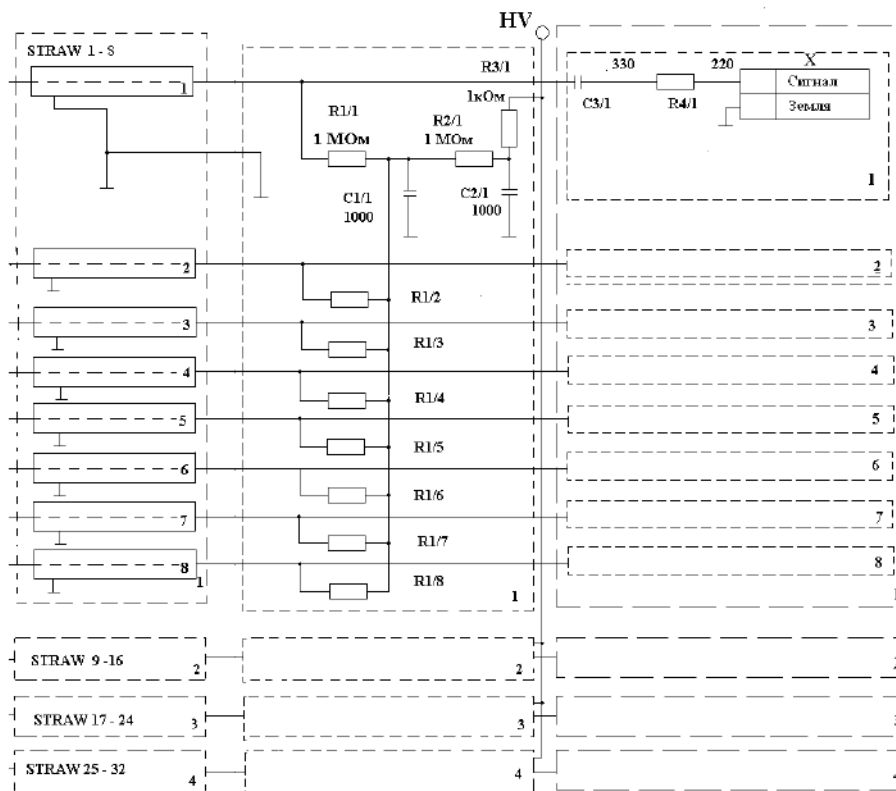 HV
STRAW 1 - 8
1
R3/1
330
220
X
Сигнал
Земля
1кОм
C3/1
R4/1
R1/1
1 МОм
R2/1
1 МОм
C1/1
1000
C2/1
1000
1
2
R1/2
2
3
R1/3
3
4
R1/4
4
5
R1/5
5
6
R1/6
6
7
R1/7
7
8
1
R1/8
1
8
STRAW 9 -16
2
2
STRAW 17 - 24
3
3
STRAW 25 - 32
4
4